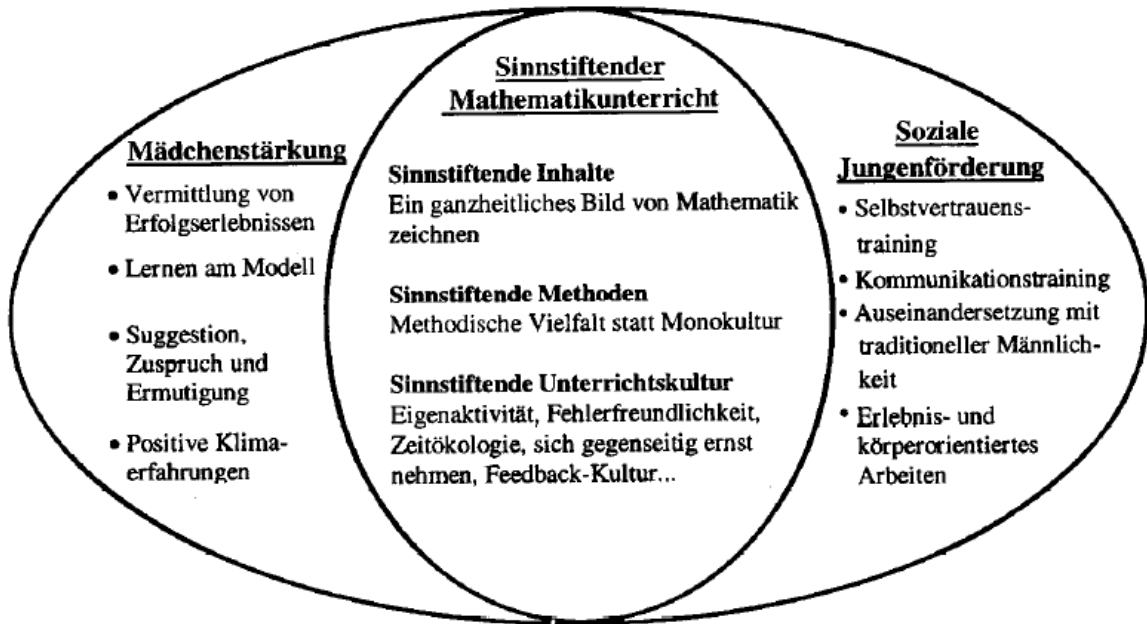 Mädchenstärkung
• Vermittlung von
Erfolgserlebnissen
• Lernen am Modell
• Suggestion,
Zuspruch und
Ermutigung
• Positive Klima-
erfahrungen
Sinnstiftender
Mathematikunterricht
Sinnstiftende Inhalte
Ein ganzheitliches Bild von Mathematik
zeichnen
Sinnstiftende Methoden
Methodische Vielfalt statt Monokultur
Sinnstiftende Unterrichtskultur
Eigenaktivität, Fehlerfreundlichkeit,
Zeitökologie, sich gegenseitig ernst
nehmen, Feedback-Kultur...
Soziale
Jungenförderung
• Selbstvertrauens-
training
• Kommunikationstraining
• Auseinandersetzung mit
traditioneller Männlich-
keit
• Erlebnis- und
körperorientiertes
Arbeiten